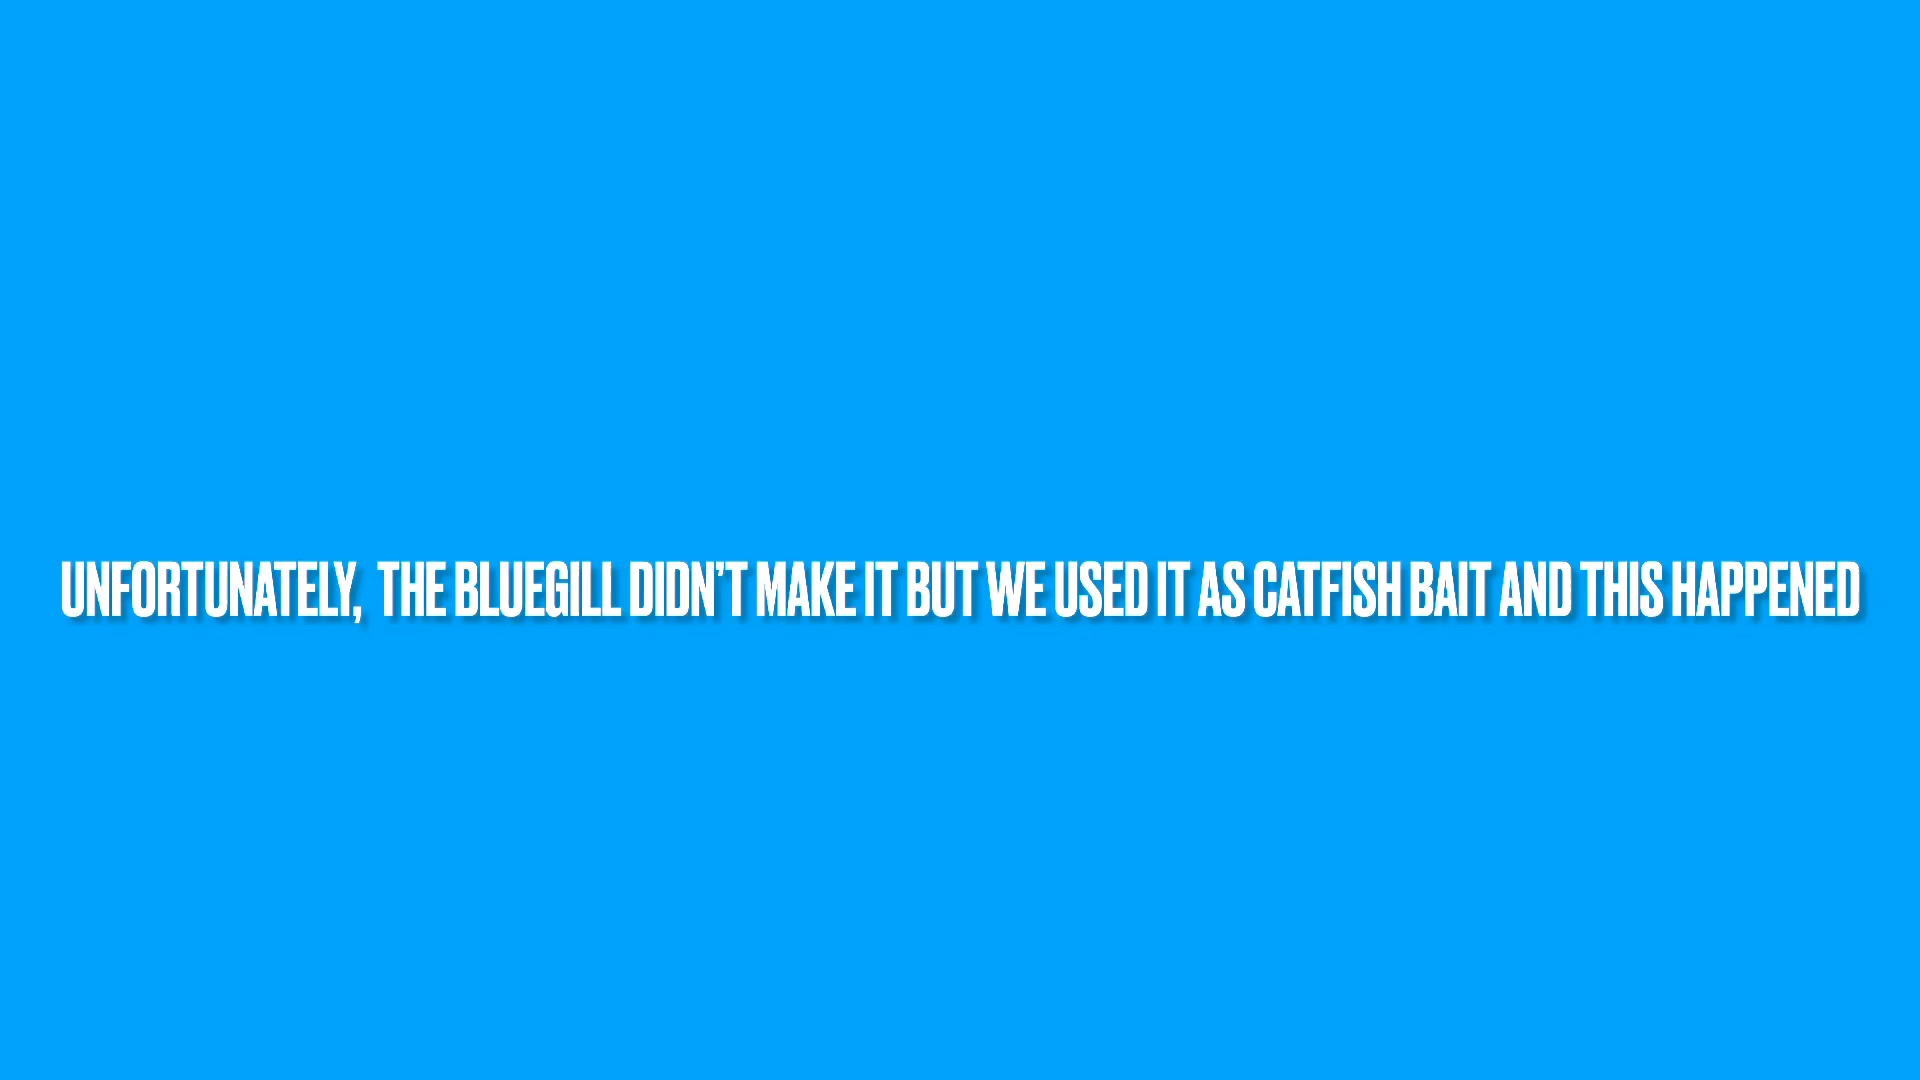 UNFORTUNATELY, THE BLUEGILL DIDN'T MAKE IT BUT WE USED IT AS CATFISH BAIT AND THIS HAPPENED